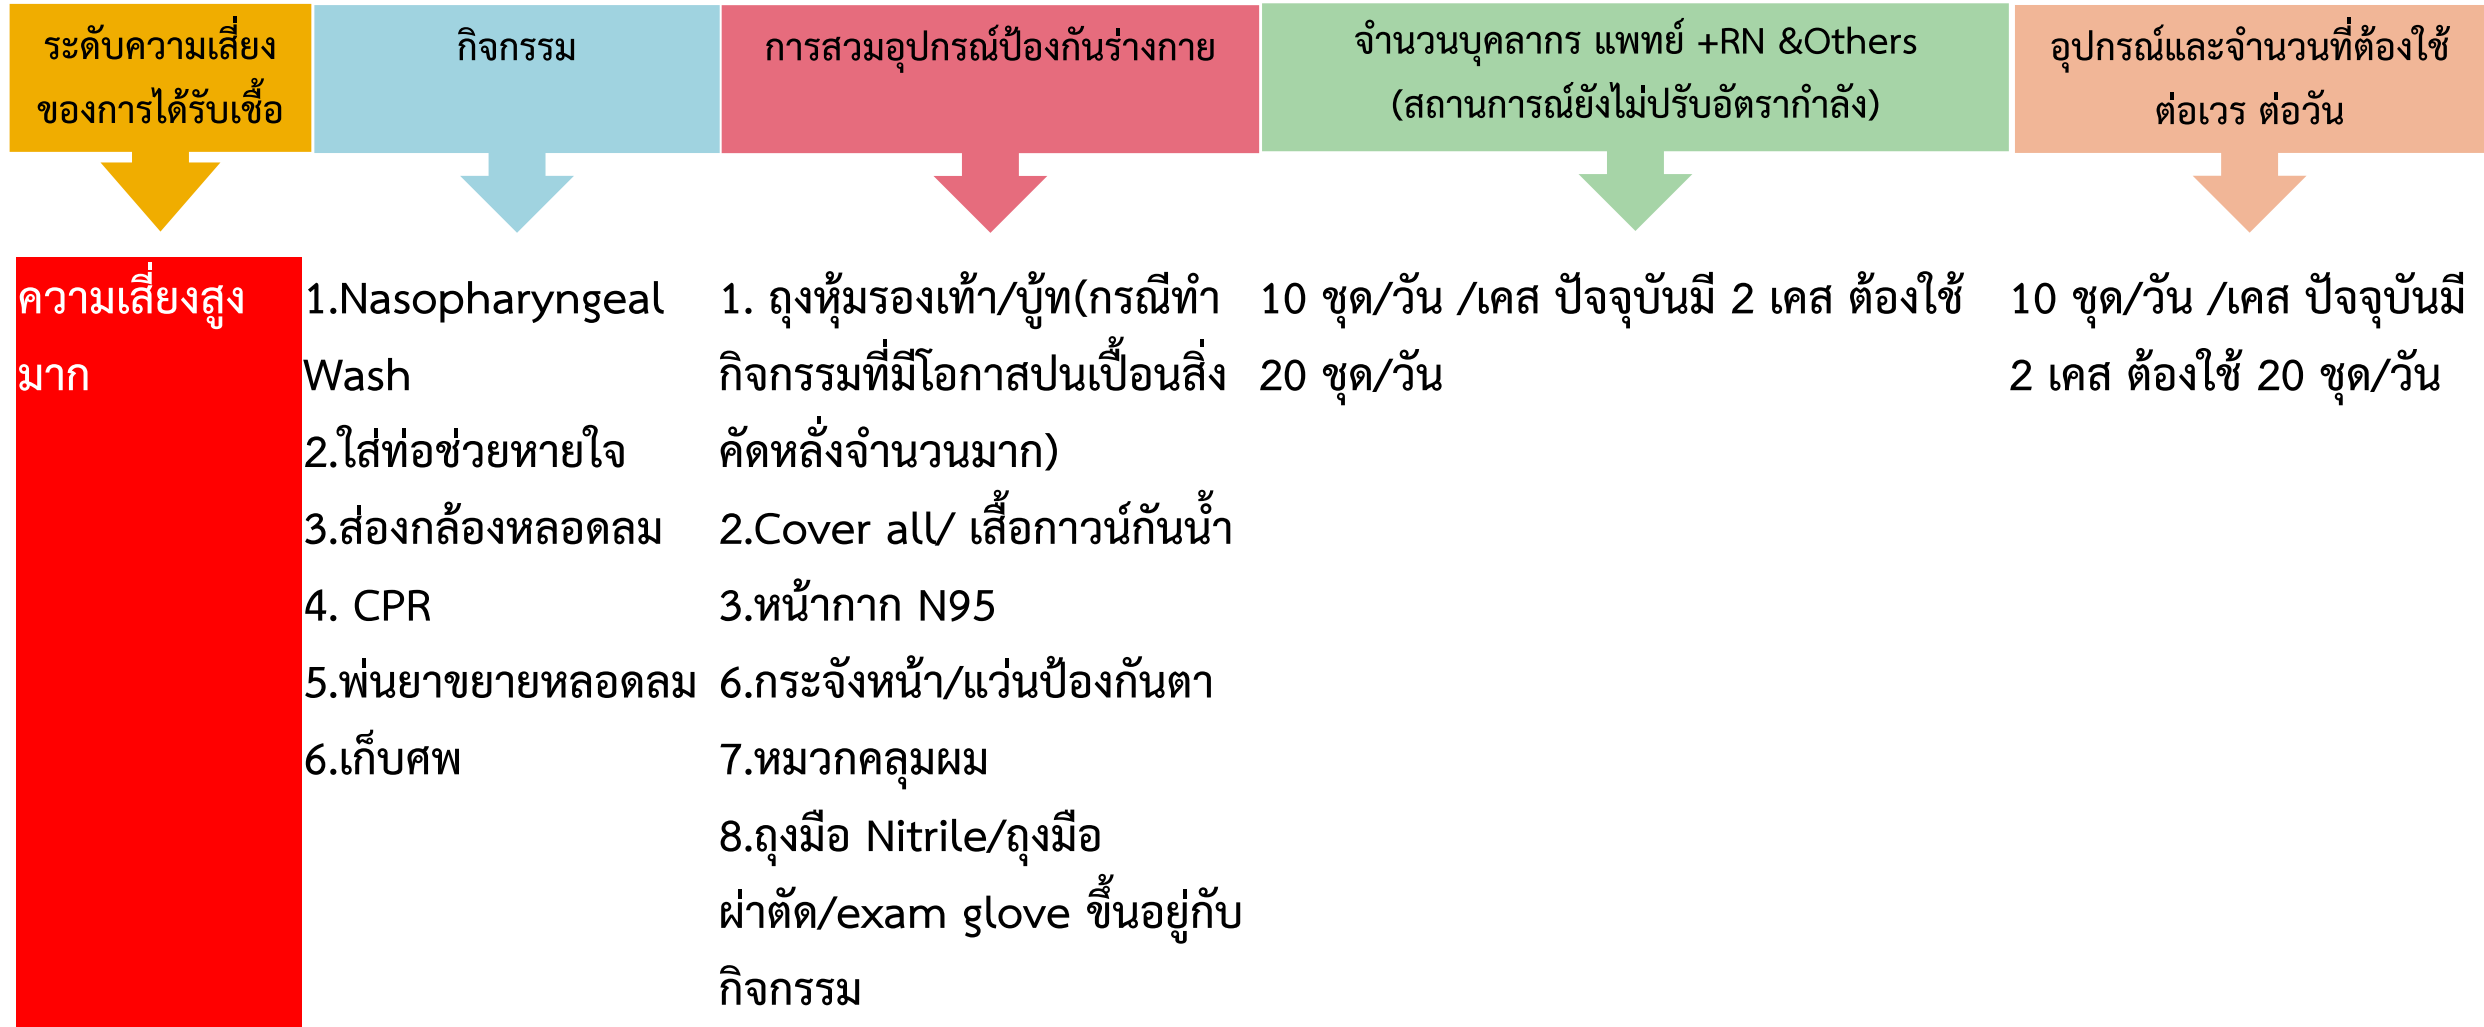 ระดับความเสี่ยง
ของการได้รับเชื้อ
กิจกรรม
การสวมอุปกรณ์ป้องกันร่างกาย
จำนวนบุคลากร แพทย์ +RN &Others
(สถานการณ์ยังไม่ปรับอัตรากำลัง)
อุปกรณ์และจำนวนที่ต้องใช้
ต่อเวร ต่อวัน
ความเสี่ยงสูง
มาก
1.Nasopharyngeal
Wash
2.ใส่ท่อช่วยหายใจ
3.ส่องกล้องหลอดลม
4. CPR
5.พ่นยาขยายหลอดลม
6.เก็บศพ
1. ถุงหุ้มรองเท้า/บู้ท(กรณีทำ
กิจกรรมที่มีโอกาสปนเปื้อนสิ่ง
คัดหลั่งจำนวนมาก)
2.Cover all/ เสื้อกาวน์กันน้ำ
3.หน้ากาก N95
6.กระจังหน้า/แว่นป้องกันตา
7.หมวกคลุมผม
8.ถุงมือ Nitrile/ถุงมือ
ผ่าตัด/exam glove ขึ้นอยู่กับ
กิจกรรม
10 ชุด/วัน /เคส ปัจจุบันมี 2 เคส ต้องใช้
20 ชุด/วัน
10 ชุด/วัน /เคส ปัจจุบันมี
2 เคส ต้องใช้ 20 ชุด/วัน